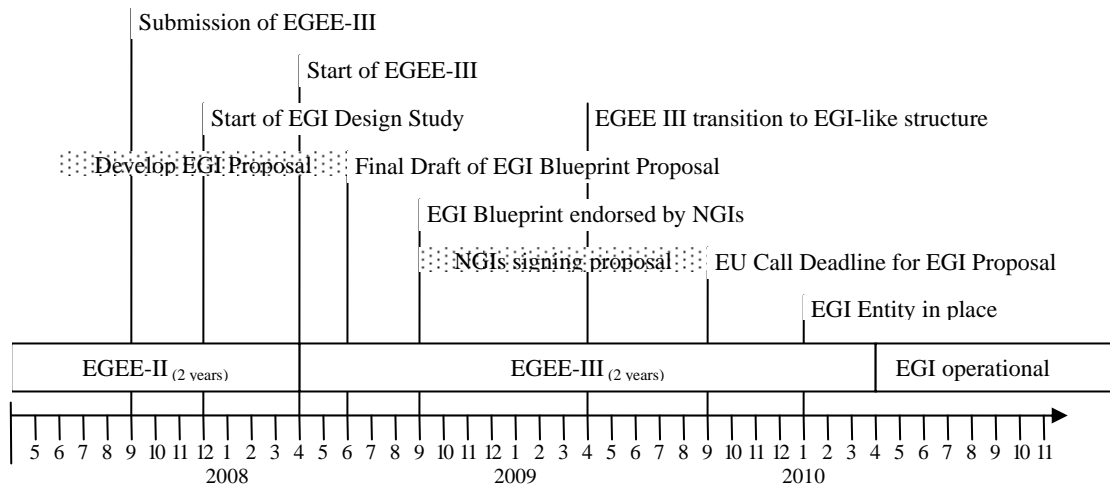 Submission of EGEE-III
Start of EGEE-III
Start of EGI Design Study
EGEE III transition to EGI-like structure
Develop EGI Proposal
Final Draft of EGI Blueprint Proposal
EGI Blueprint endorsed by NGIs
NGIs signing proposal
EU Call Deadline for EGI Proposal
EGI Entity in place
EGEE-II (2 years)
EGEE-III (2 years)
EGI operational
5 6 7 8 9 10 11 12 1 2 3 4 5 6 7 8 9 10 11 12 1 2 3 4 5 6 7 8 9 10 11 12 1 2 3 4 5 6 7 8 9 10 11
2008 2009 2010